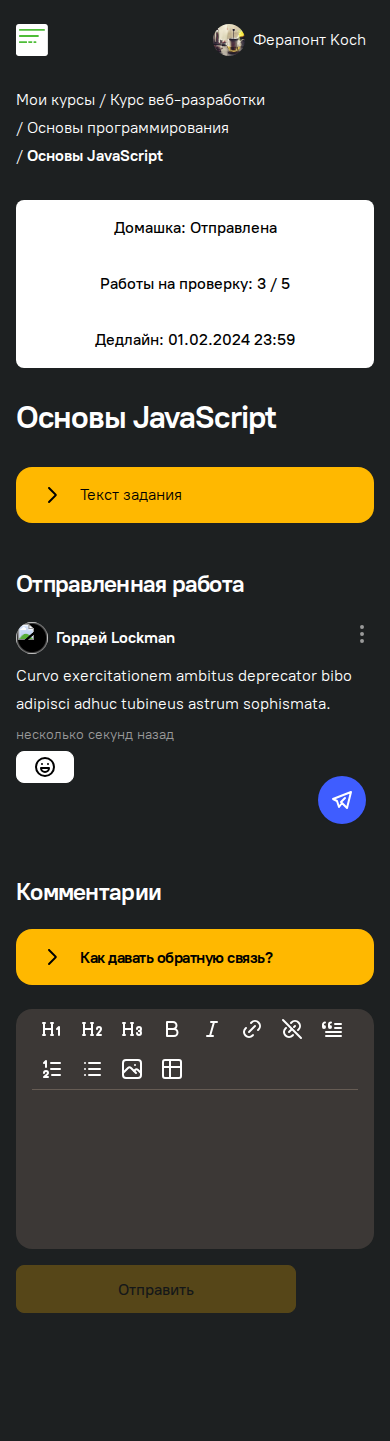 Ферапонт Koch
Мои курсы / Курс веб-разработки
/ Основы программирования
/ Основы JavaScript
Домашка: Отправлена
Работы на проверку: 3 / 5
Дедлайн: 01.02.2024 23:59
Основы JavaScript
Текст задания
Отправленная работа
Гордей Lockman
Curvo exercitationem ambitus deprecator bibo
adipisci adhuc tubineus astrum sophismata.
несколько секунд назад
Комментарии
Как давать обратную связь?
H1 H2 H3 B I
Отправить